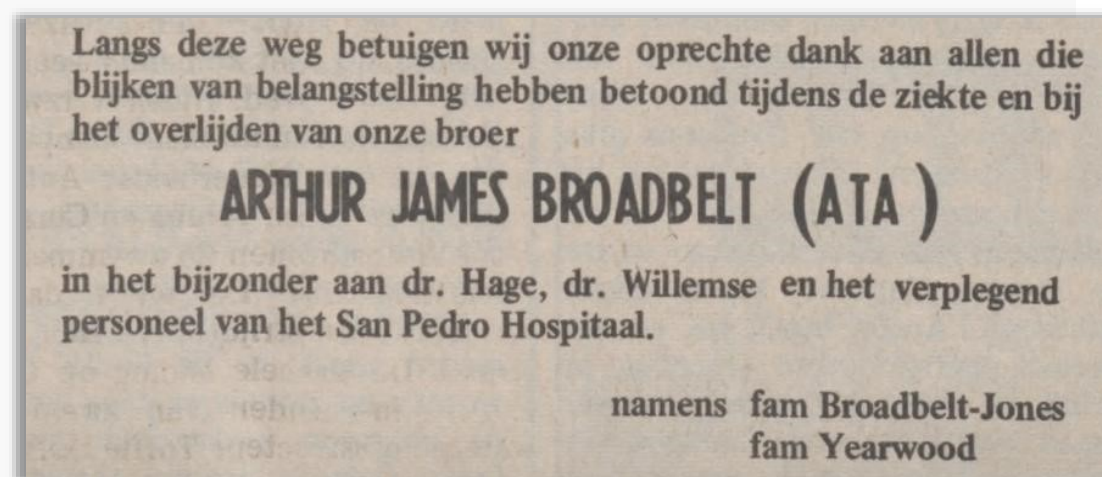 Langs deze weg betuigen wij onze oprechte dank aan allen die
blijken van belangstelling hebben betoond tijdens de ziekte en bij
het overlijden van onze broer
ARTHUR JAMES BROADBELT (ATA)
in het bijzonder aan dr. Hage, dr. Willemse en het verplegend
personeel van het San Pedro Hospitaal.
namens fam Broadbelt-Jones
fam Yearwood